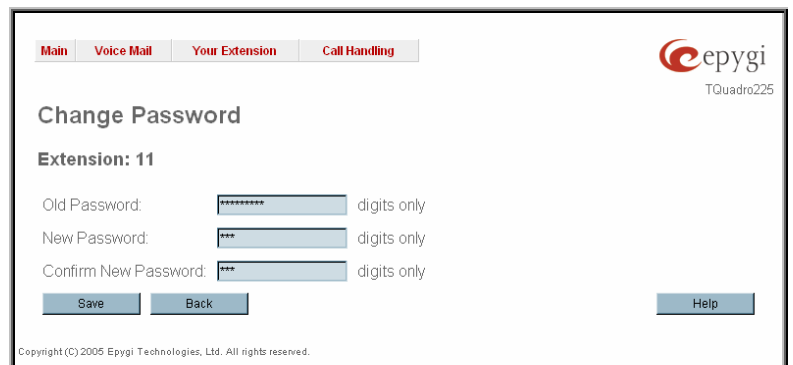 Main Voice Mail Your Extension Call Handling
epygi
TQuadro225
Change Password
Extension: 11
Old Password: ********* digits only
New Password: *** digits only
Confirm New Password: *** digits only
Save Back Help
Copyright (C) 2005 Epygi Technologies, Ltd. All rights reserved.